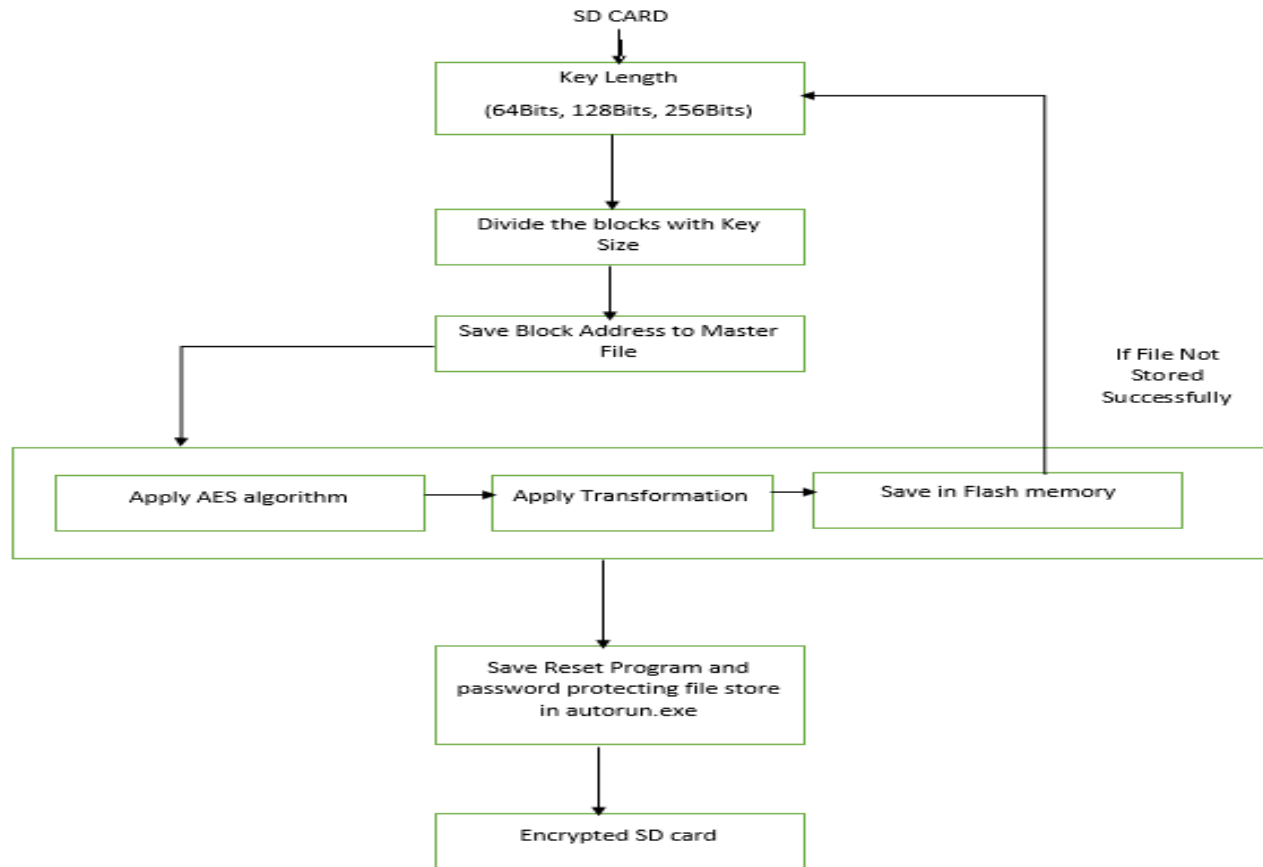 SD CARD
Key Length
(64Bits, 128Bits, 256Bits)
Divide the blocks with Key
Size
Save Block Address to Master
File
If File Not
Stored
Successfully
Apply AES algorithm
Apply Transformation
Save in Flash memory
Save Reset Program and
password protecting file store
in autorun.exe
Encrypted SD card